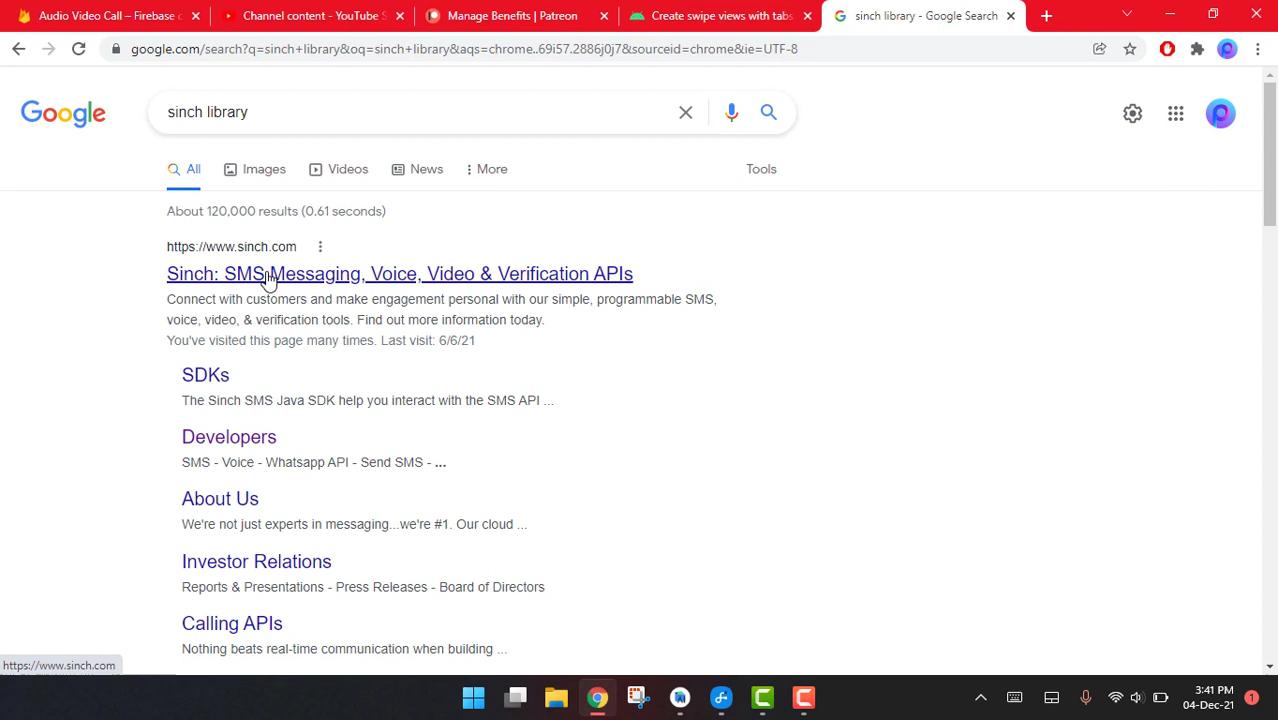 Audio Video Call – Firebase c
Channel content - YouTube S
Manage Benefits | Patreon
Create swipe views with tabs
sinch library - Google Search
google.com/search?q=sinch+library&oq=sinch+library&aqs=chrome..69i57.2886j0j7&sourceid=chrome&ie=UTF-8
Google
sinch library
All
Images
Videos
News
More
Tools
About 120,000 results (0.61 seconds)
https://www.sinch.com
Sinch: SMS Messaging, Voice, Video & Verification APIs
Connect with customers and make engagement personal with our simple, programmable SMS,
voice, video, & verification tools. Find out more information today.
You've visited this page many times. Last visit: 6/6/21
SDKs
The Sinch SMS Java SDK help you interact with the SMS API ...
Developers
SMS - Voice - Whatsapp API - Send SMS - ...
About Us
We're not just experts in messaging...we're #1. Our cloud ...
Investor Relations
Reports & Presentations - Press Releases - Board of Directors
Calling APIs
Nothing beats real-time communication when building ...
https://www.sinch.com
3:41 PM
04-Dec-21
1